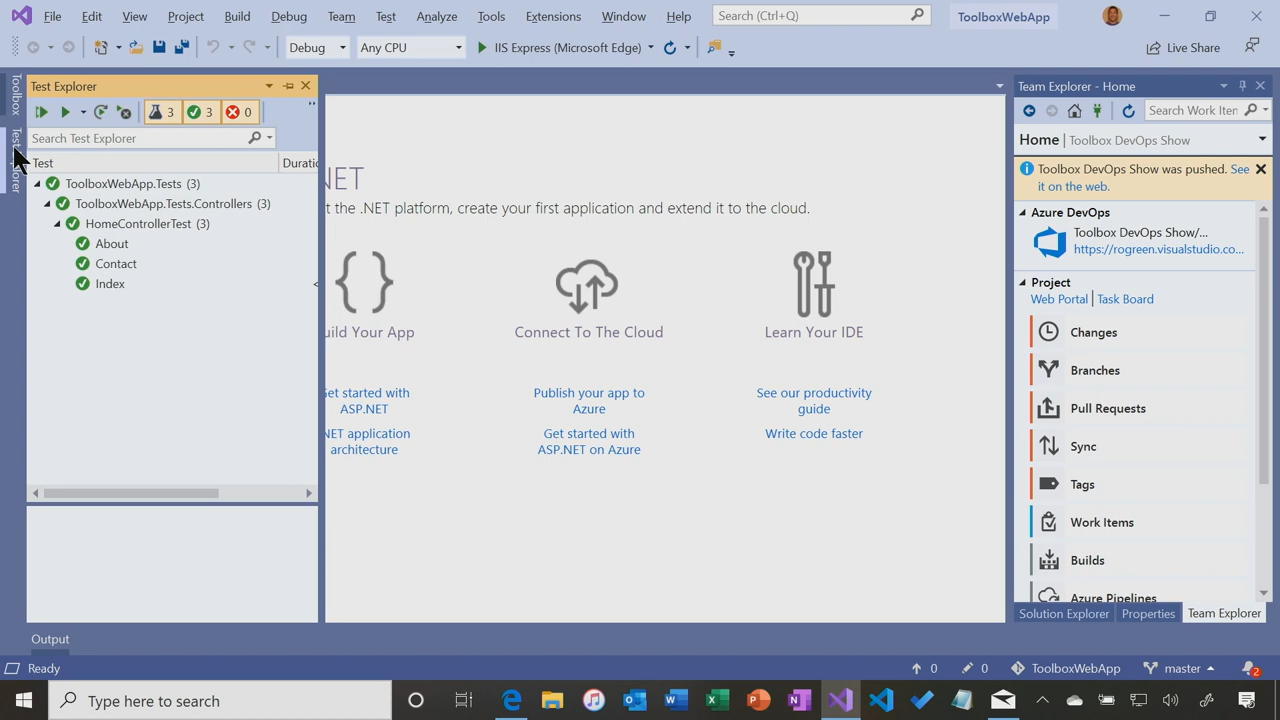 File Edit View Project Build Debug Team Test Analyze Tools Extensions Window Help Search (Ctrl+Q) ToolboxWebApp
Debug Any CPU IIS Express (Microsoft Edge) Live Share
Toolbox
Test Explorer
Test Explorer
3 3 0
Search Test Explorer
Test Duratio
ToolboxWebApp.Tests (3)
ToolboxWebApp.Tests.Controllers (3)
HomeControllerTest (3)
About
Contact
Index
<
Output
NET
t the .NET platform, create your first application and extend it to the cloud.
uild Your App
Connect To The Cloud
Learn Your IDE
et started with
ASP.NET
NET application
architecture
Publish your app to
Azure
Get started with
ASP.NET on Azure
See our productivity
guide
Write code faster
Team Explorer - Home
Search Work Iter
Home | Toolbox DevOps Show
Toolbox DevOps Show was pushed. See
it on the web.
Azure DevOps
Toolbox DevOps Show/...
https://rogreen.visualstudio.co...
Project
Web Portal | Task Board
Changes
Branches
Pull Requests
Sync
Tags
Work Items
Builds
Azure Pipelines
Solution Explorer Properties Team Explorer
Ready 0 0 ToolboxWebApp master 2
Type here to search